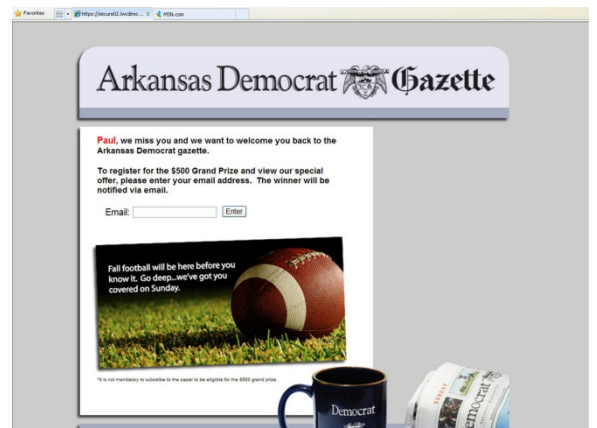 Favorites
https://secure02.lwcdirec... X
MSN.com
Arkansas Democrat Gazette
Paul, we miss you and we want to welcome you back to the
Arkansas Democrat gazette.
To register for the $500 Grand Prize and view our special
offer, please enter your email address. The winner will be
notified via email.
Email:
Enter
Fall football will be here before you
know it. Go deep...we've got you
covered on Sunday.
*It is not mandatory to subscribe to the paper to be eligible for the $500 grand prize.
Democrat
Democrat